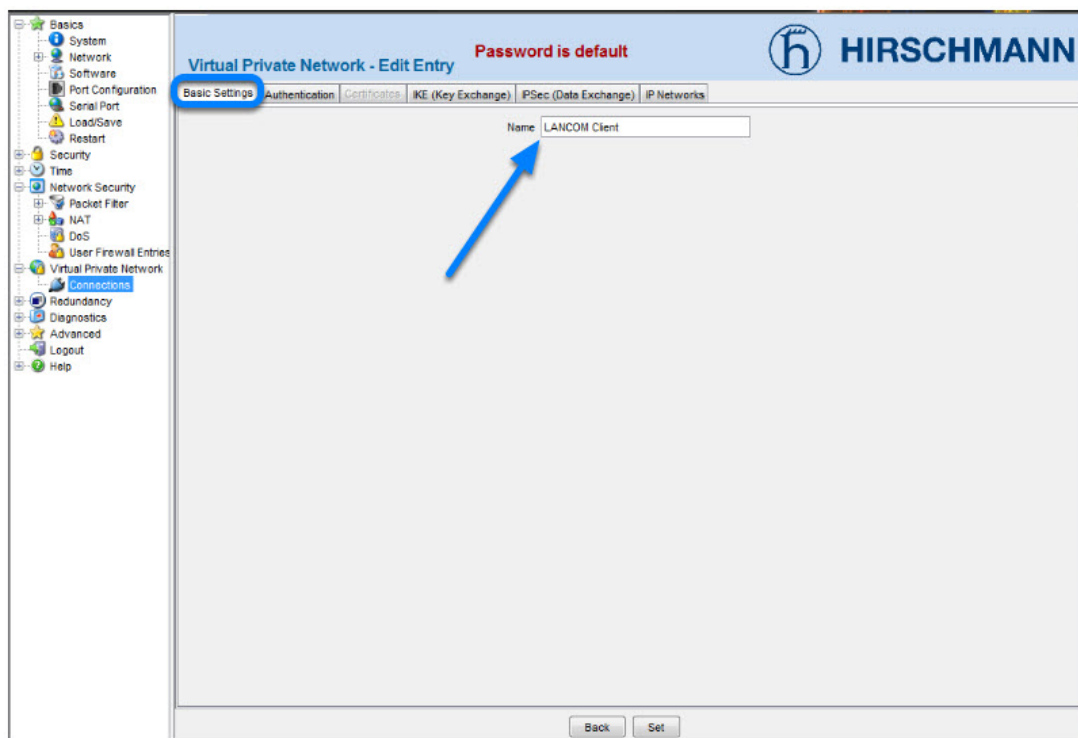 Basics
System
Network
Software
Port Configuration
Serial Port
Load/Save
Restart
Security
Time
Network Security
Packet Filter
NAT
DoS
User Firewall Entries
Virtual Private Network
Connections
Redundancy
Diagnostics
Advanced
Logout
Help
Password is default
HIRSCHMANN
Virtual Private Network - Edit Entry
Basic Settings Authentication Certificates IKE (Key Exchange) IPSec (Data Exchange) IP Networks
Name LANCOM Client
Back Set